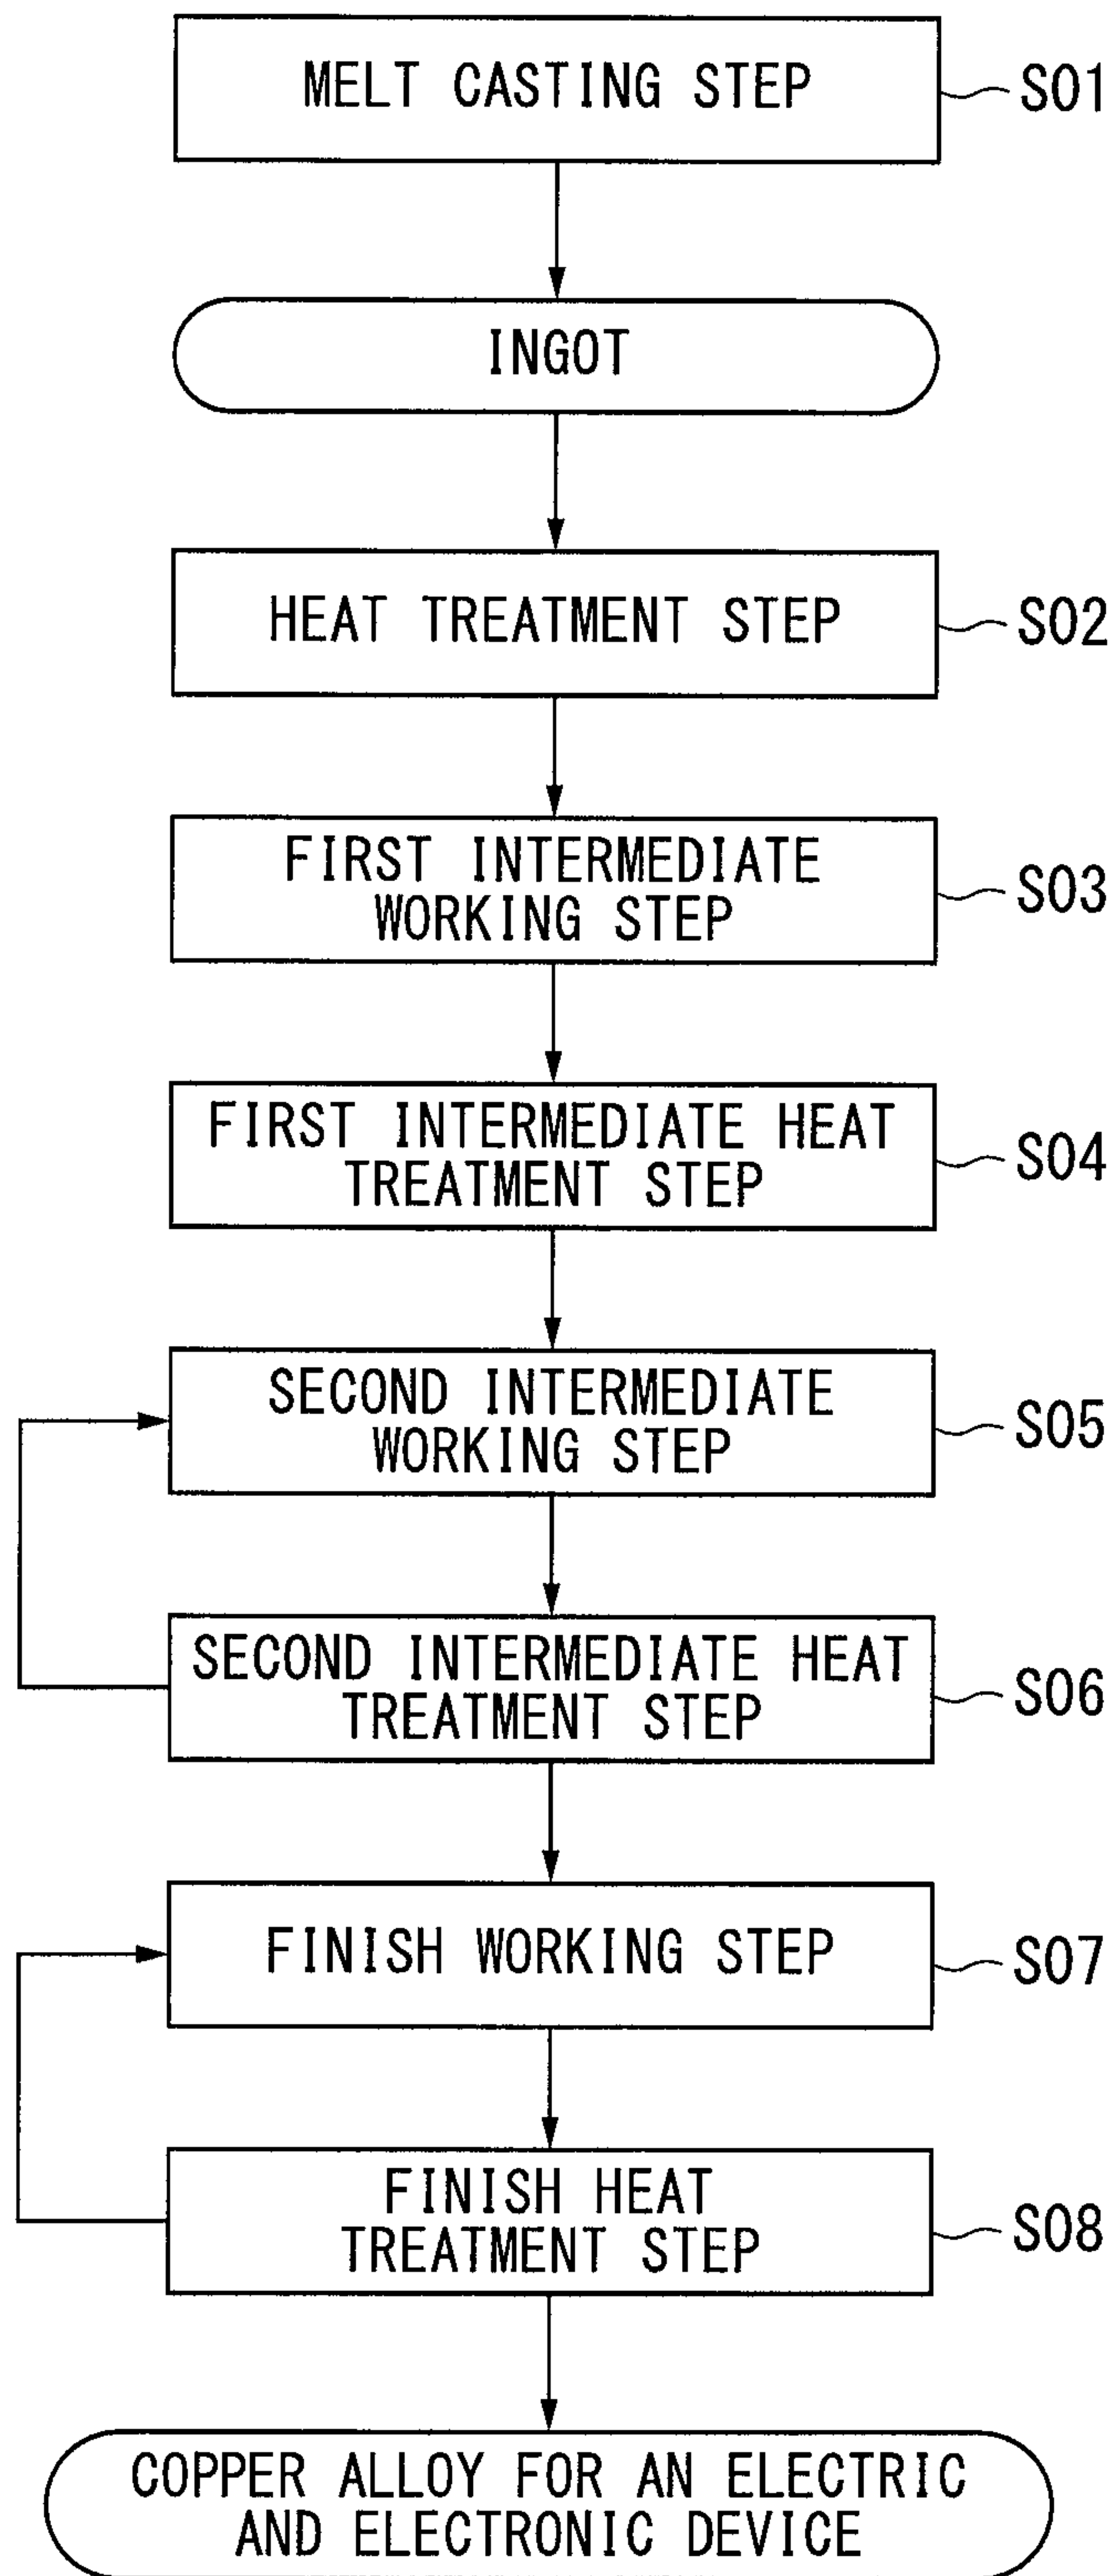 MELT CASTING STEP
S01
INGOT
HEAT TREATMENT STEP
S02
FIRST INTERMEDIATE
WORKING STEP
S03
FIRST INTERMEDIATE HEAT
TREATMENT STEP
S04
SECOND INTERMEDIATE
WORKING STEP
S05
SECOND INTERMEDIATE HEAT
TREATMENT STEP
S06
FINISH WORKING STEP
S07
FINISH HEAT
TREATMENT STEP
S08
COPPER ALLOY FOR AN ELECTRIC
AND ELECTRONIC DEVICE